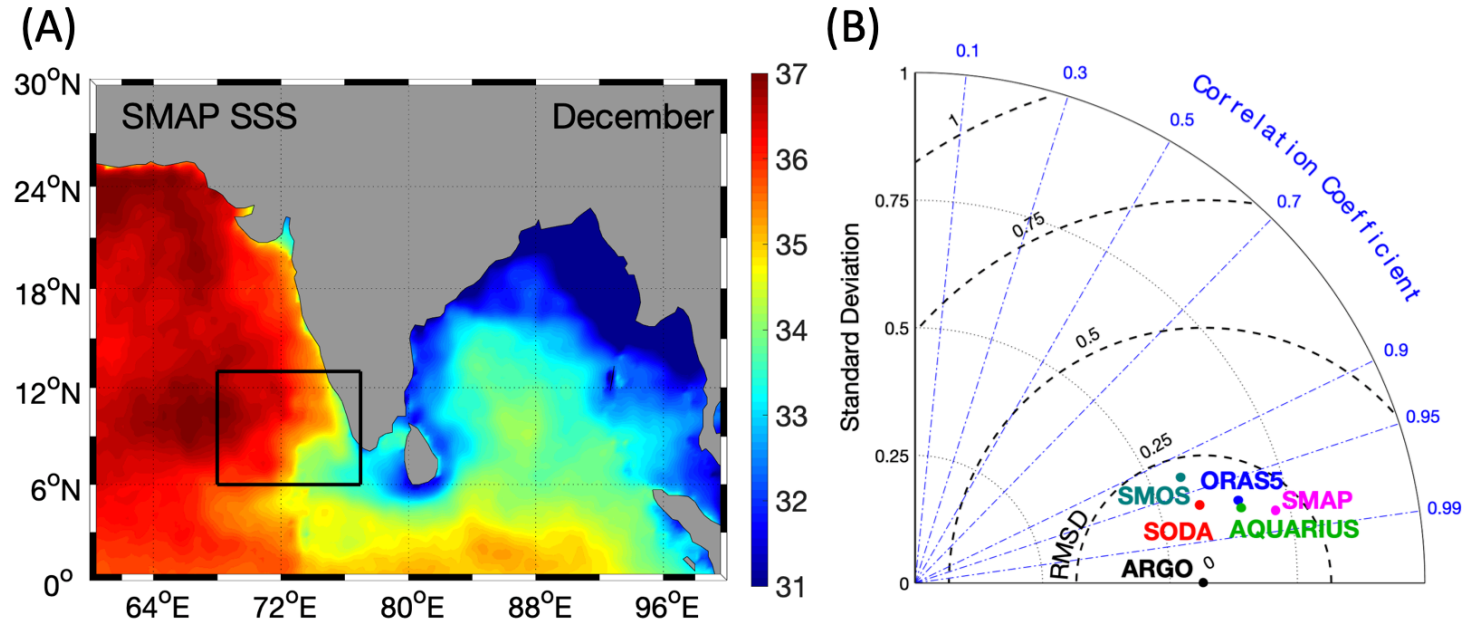 (A)
SMAP SSS
December
30°N
24°N
18°N
12°N
6°N
0°
64°E
72°E
80°E
88°E
96°E
37
36
35
34
33
32
31
(B)
Correlation Coefficient
0.1
0.3
0.5
0.7
0.9
0.95
0.99
Standard Deviation
1
0.75
0.5
0.25
0
1
0.75
0.5
0.25
0
RMSD
SMOS
ORAS5
SMAP
SODA
AQUARIUS
ARGO